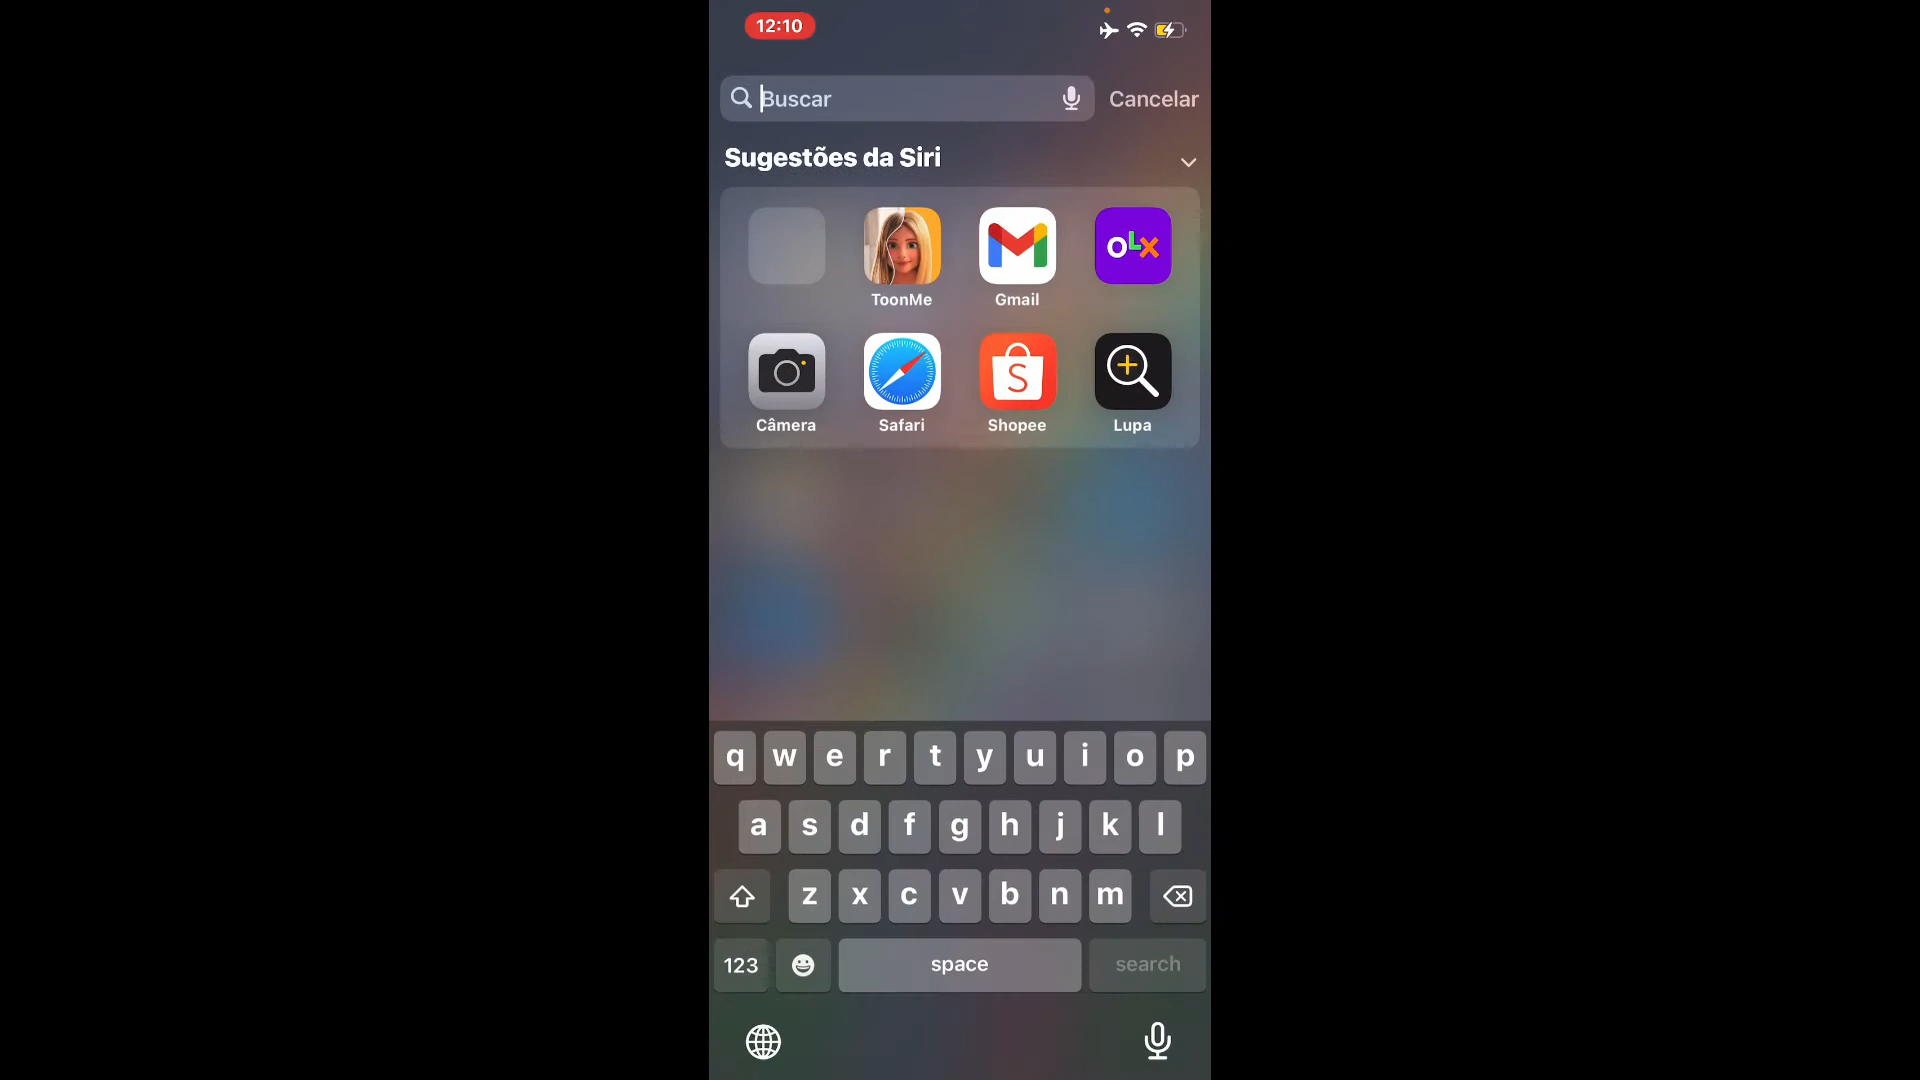 12:10
Buscar
Cancelar
Sugestões da Siri
OLX
ToonMe
Gmail
S
Câmera
Safari
Shopee
Lupa
q w e r t y u i o p
a s d f g h j k l
z x c v b n m
123
space
search